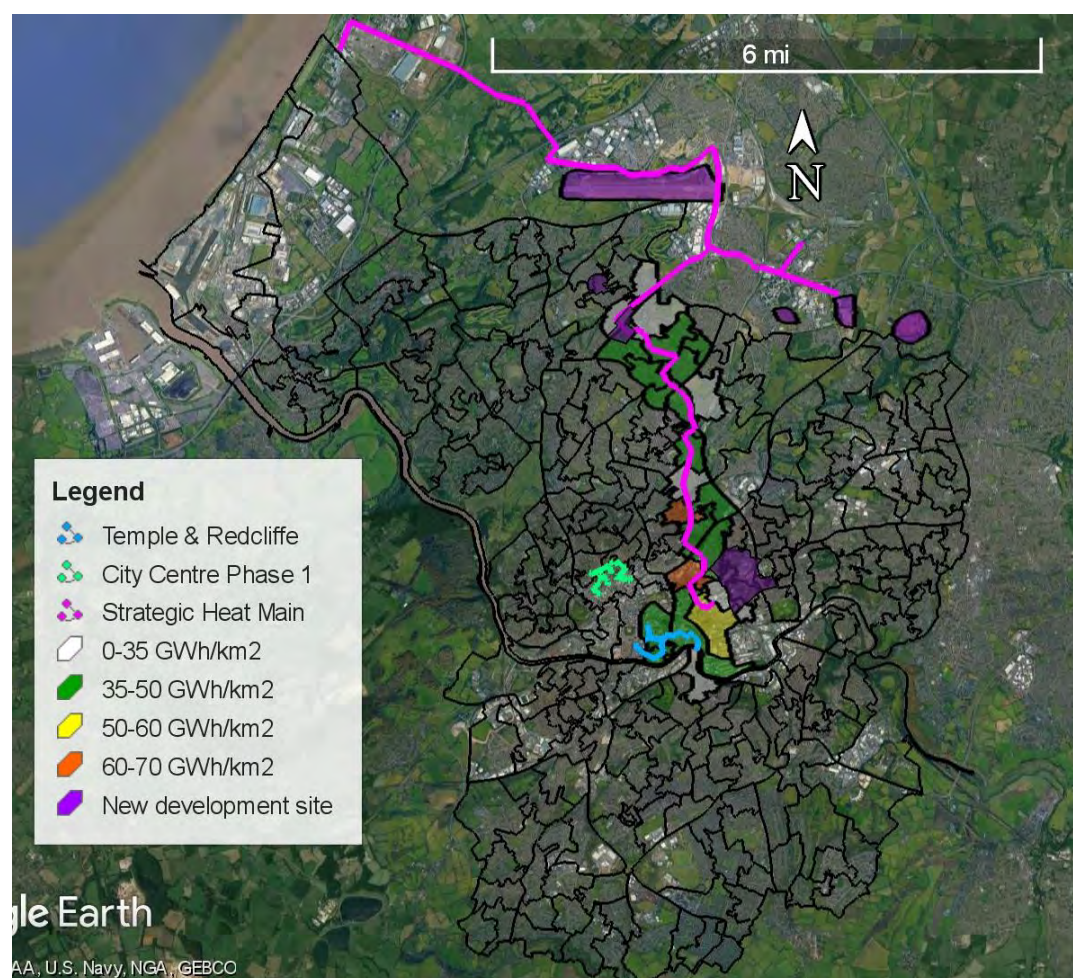 6 mi
N
Legend
Temple & Redcliffe
City Centre Phase 1
Strategic Heat Main
0-35 GWh/km2
35-50 GWh/km2
50-60 GWh/km2
60-70 GWh/km2
New development site
gle Earth
AA, U.S. Navy, NGA, GEBCO